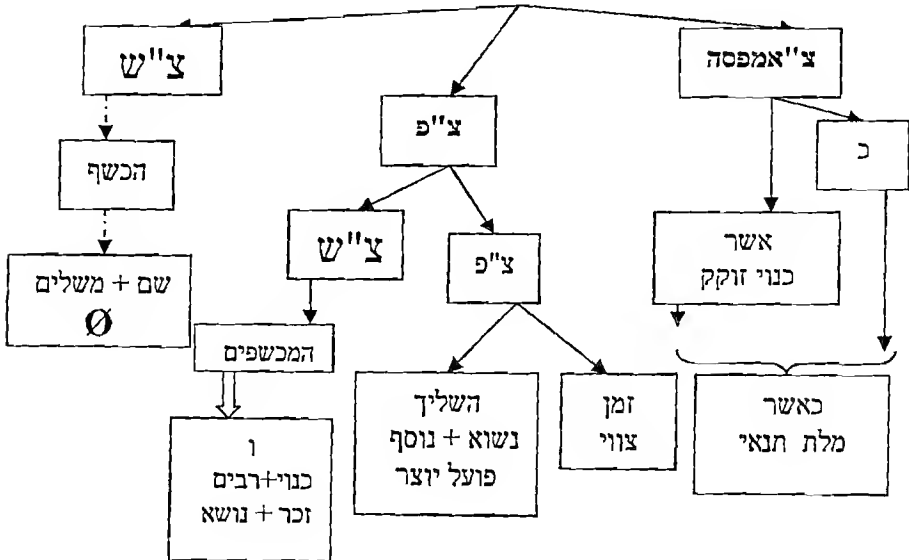 צ"אמפסה
צ"ש
צ"פ
כ
הכשף
אשר
כנוי זוקק
צ"ש
צ"פ
שם + משלים
Ø
המכשפים
כאשר
מלת תנאי
זמן
צווי
השליך
נשוא + נוסף
פועל יוצר
ו
כנוי+רבים
זכר + נושא